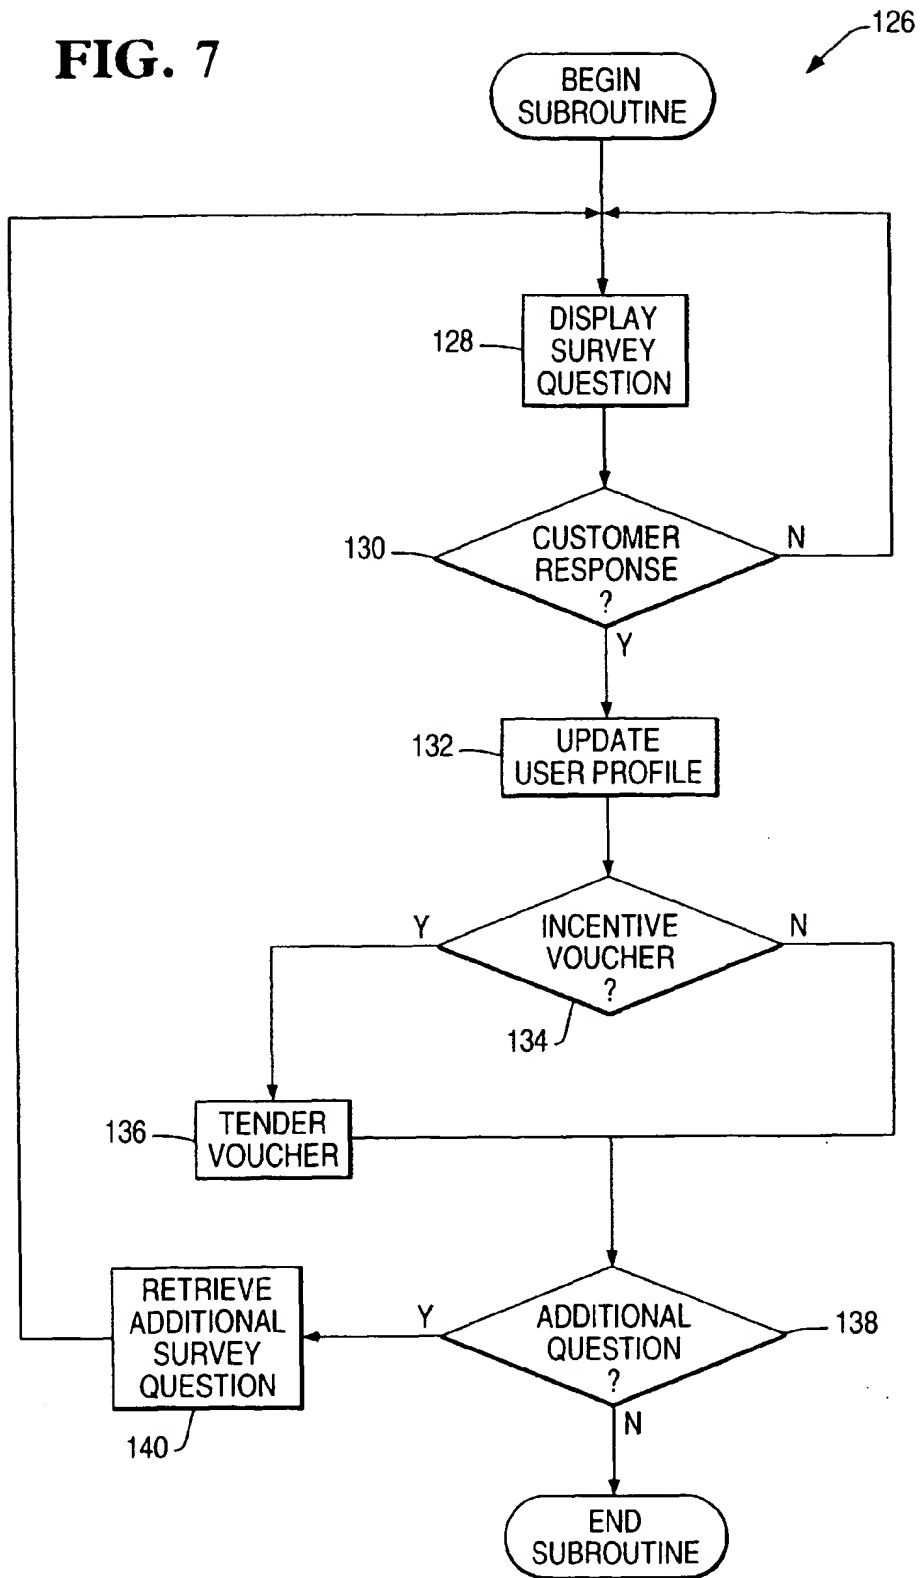 FIG. 7
126
BEGIN
SUBROUTINE
128
DISPLAY
SURVEY
QUESTION
130
CUSTOMER
RESPONSE
?
N
Y
132
UPDATE
USER PROFILE
Y
INCENTIVE
VOUCHER
?
N
134
136
TENDER
VOUCHER
RETRIEVE
ADDITIONAL
SURVEY
QUESTION
140
Y
ADDITIONAL
QUESTION
?
138
N
END
SUBROUTINE